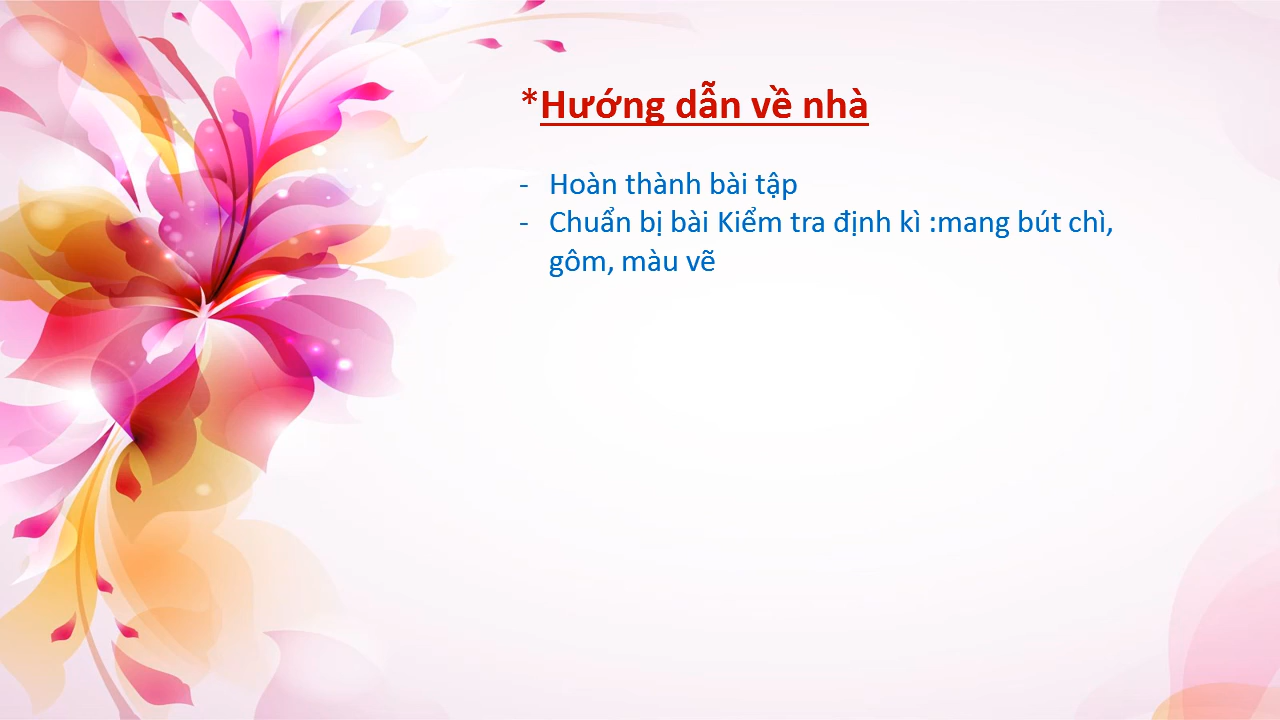 *Hướng dẫn về nhà
- Hoàn thành bài tập
- Chuẩn bị bài Kiểm tra định kì :mang bút chì,
gôm, màu vẽ